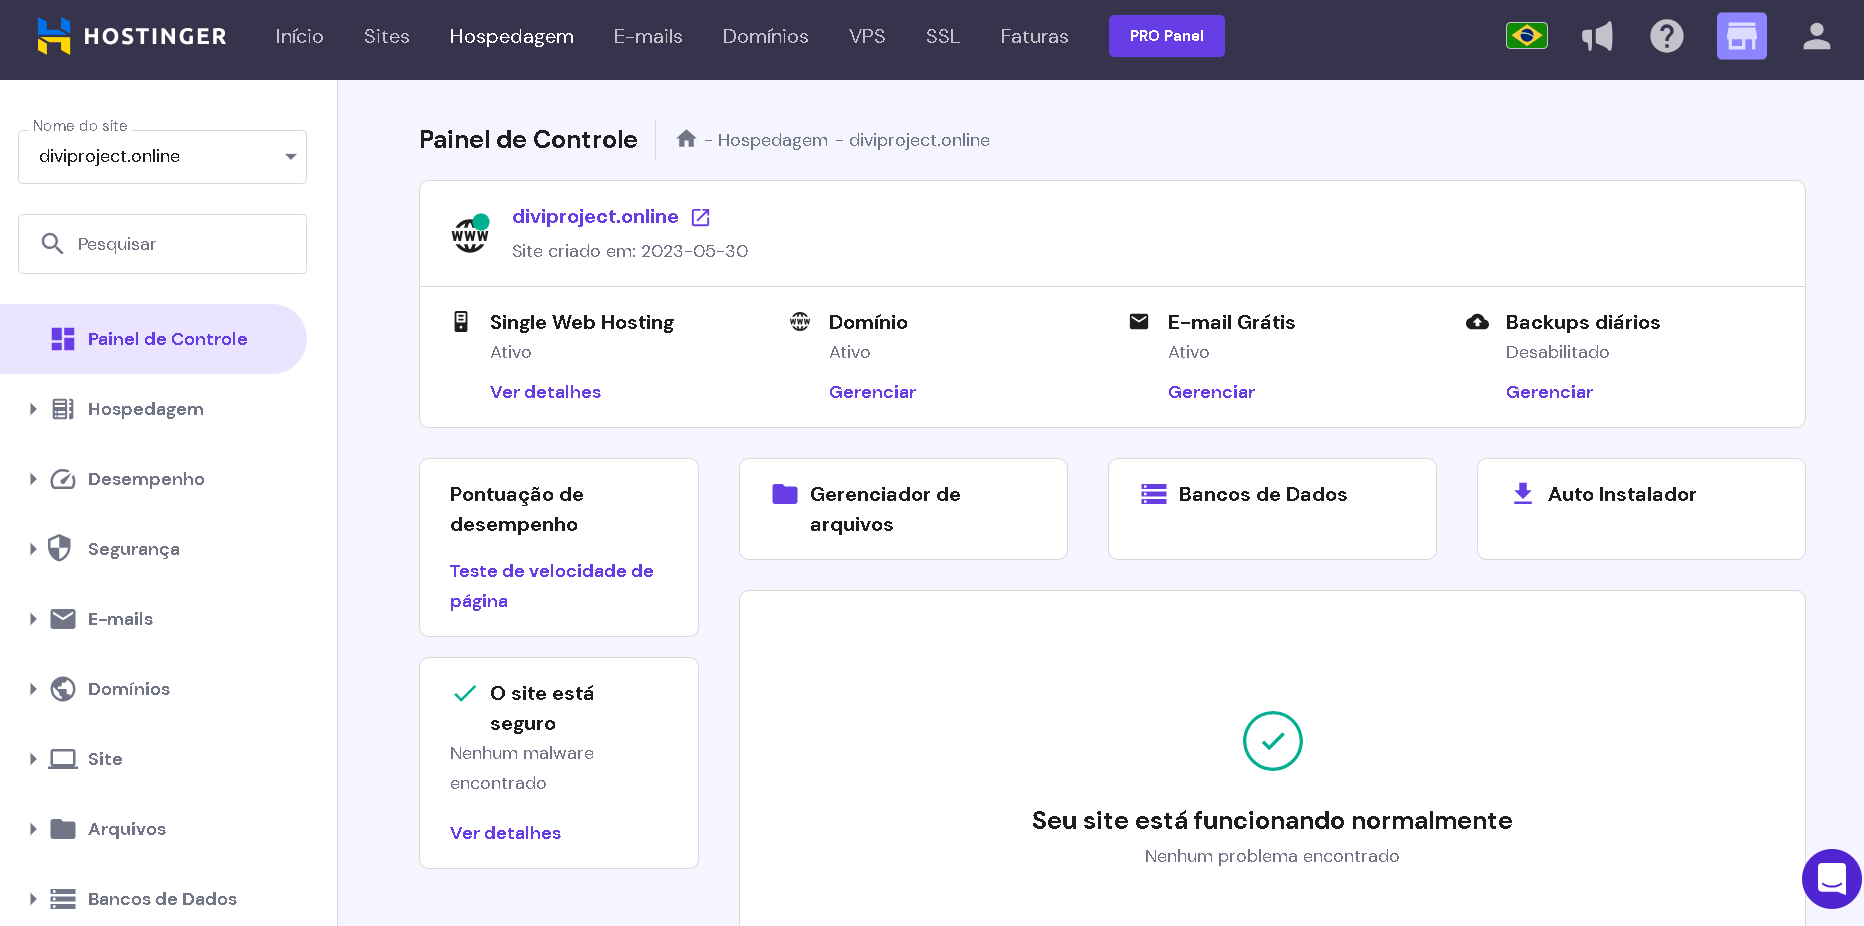 HOSTINGER
Início
Sites
Hospedagem
E-mails
Domínios
VPS
SSL
Faturas
PRO Panel
Nome do site
diviproject.online
Pesquisar
Painel de Controle
Hospedagem
Desempenho
Segurança
E-mails
Domínios
Site
Arquivos
Bancos de Dados
Painel de Controle
- Hospedagem - diviproject.online
www
diviproject.online
Site criado em: 2023-05-30
Single Web Hosting
Ativo
Ver detalhes
www
Domínio
Ativo
Gerenciar
E-mail Grátis
Ativo
Gerenciar
Backups diários
Desabilitado
Gerenciar
Pontuação de
desempenho
Teste de velocidade de
página
Gerenciador de
arquivos
Bancos de Dados
Auto Instalador
O site está
seguro
Nenhum malware
encontrado
Ver detalhes
Seu site está funcionando normalmente
Nenhum problema encontrado